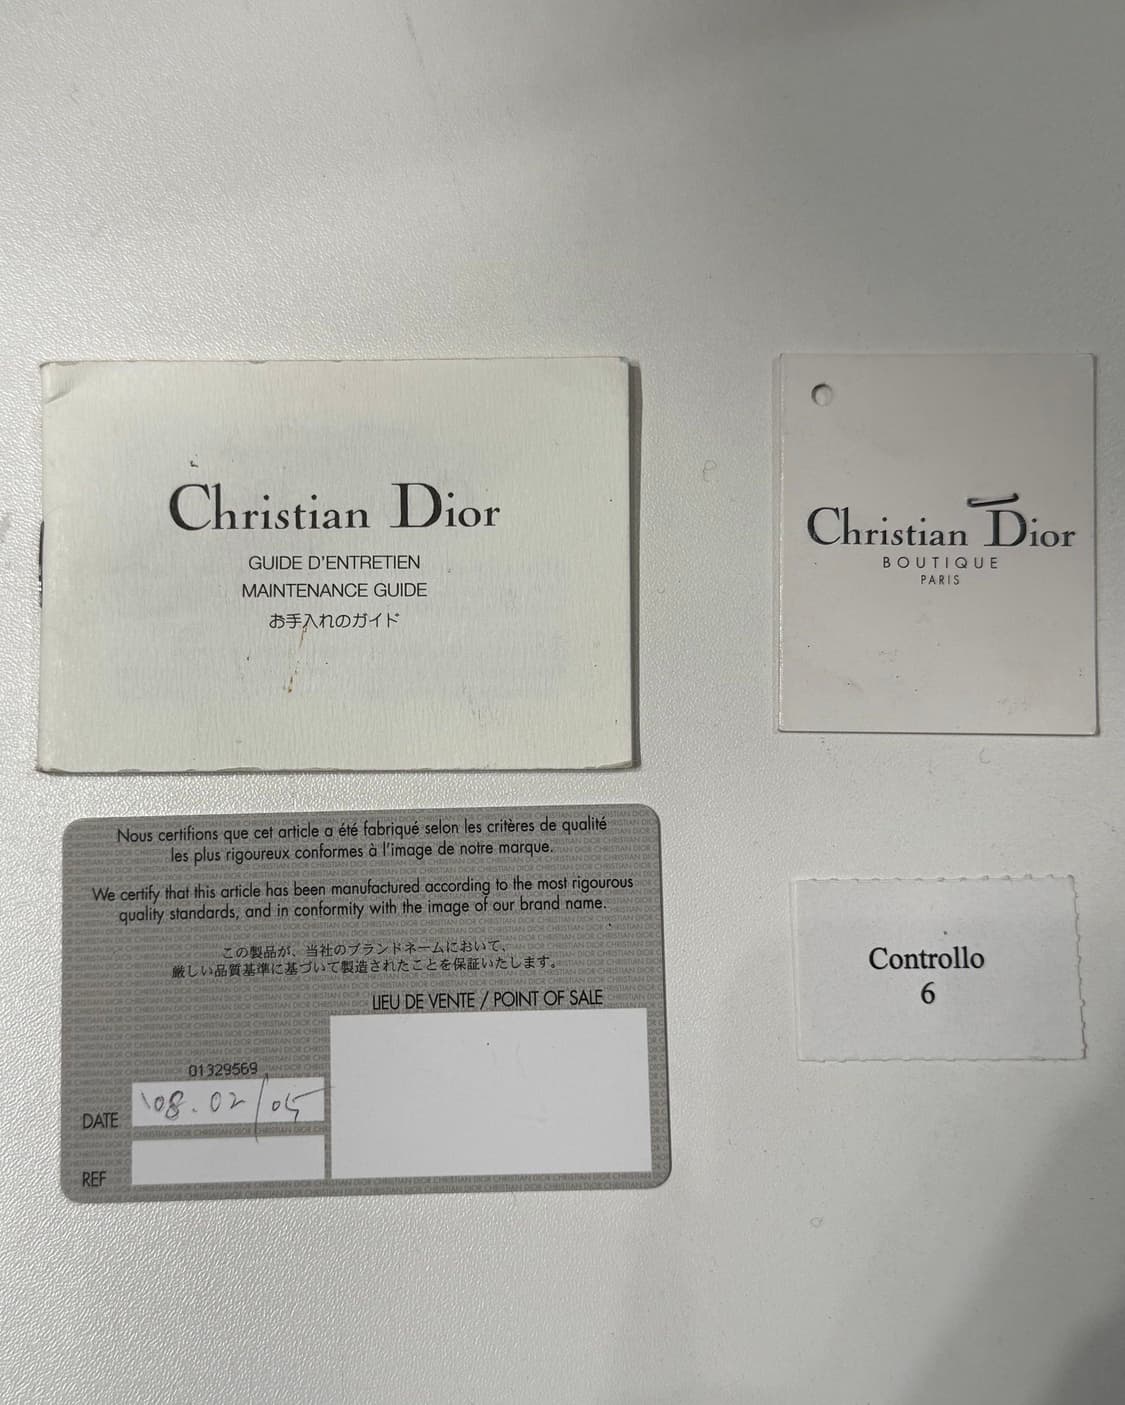 Christian Dior
GUIDE D'ENTRETIEN
MAINTENANCE GUIDE
お手入れのガイド
Christian Dior
BOUTIQUE
PARIS
Nous certifions que cet article a été fabriqué selon les critères de qualité
les plus rigoureux conformes à l'image de notre marque.
We certify that this article has been manufactured according to the most rigourous
quality standards, and in conformity with the image of our brand name.
この製品が、当社のブランドネームにおいて、
厳しい品質基準に基づいて製造されたことを保証いたします。
LIEU DE VENTE / POINT OF SALE
01329569
DATE '08.02/05
REF
Controllo
6